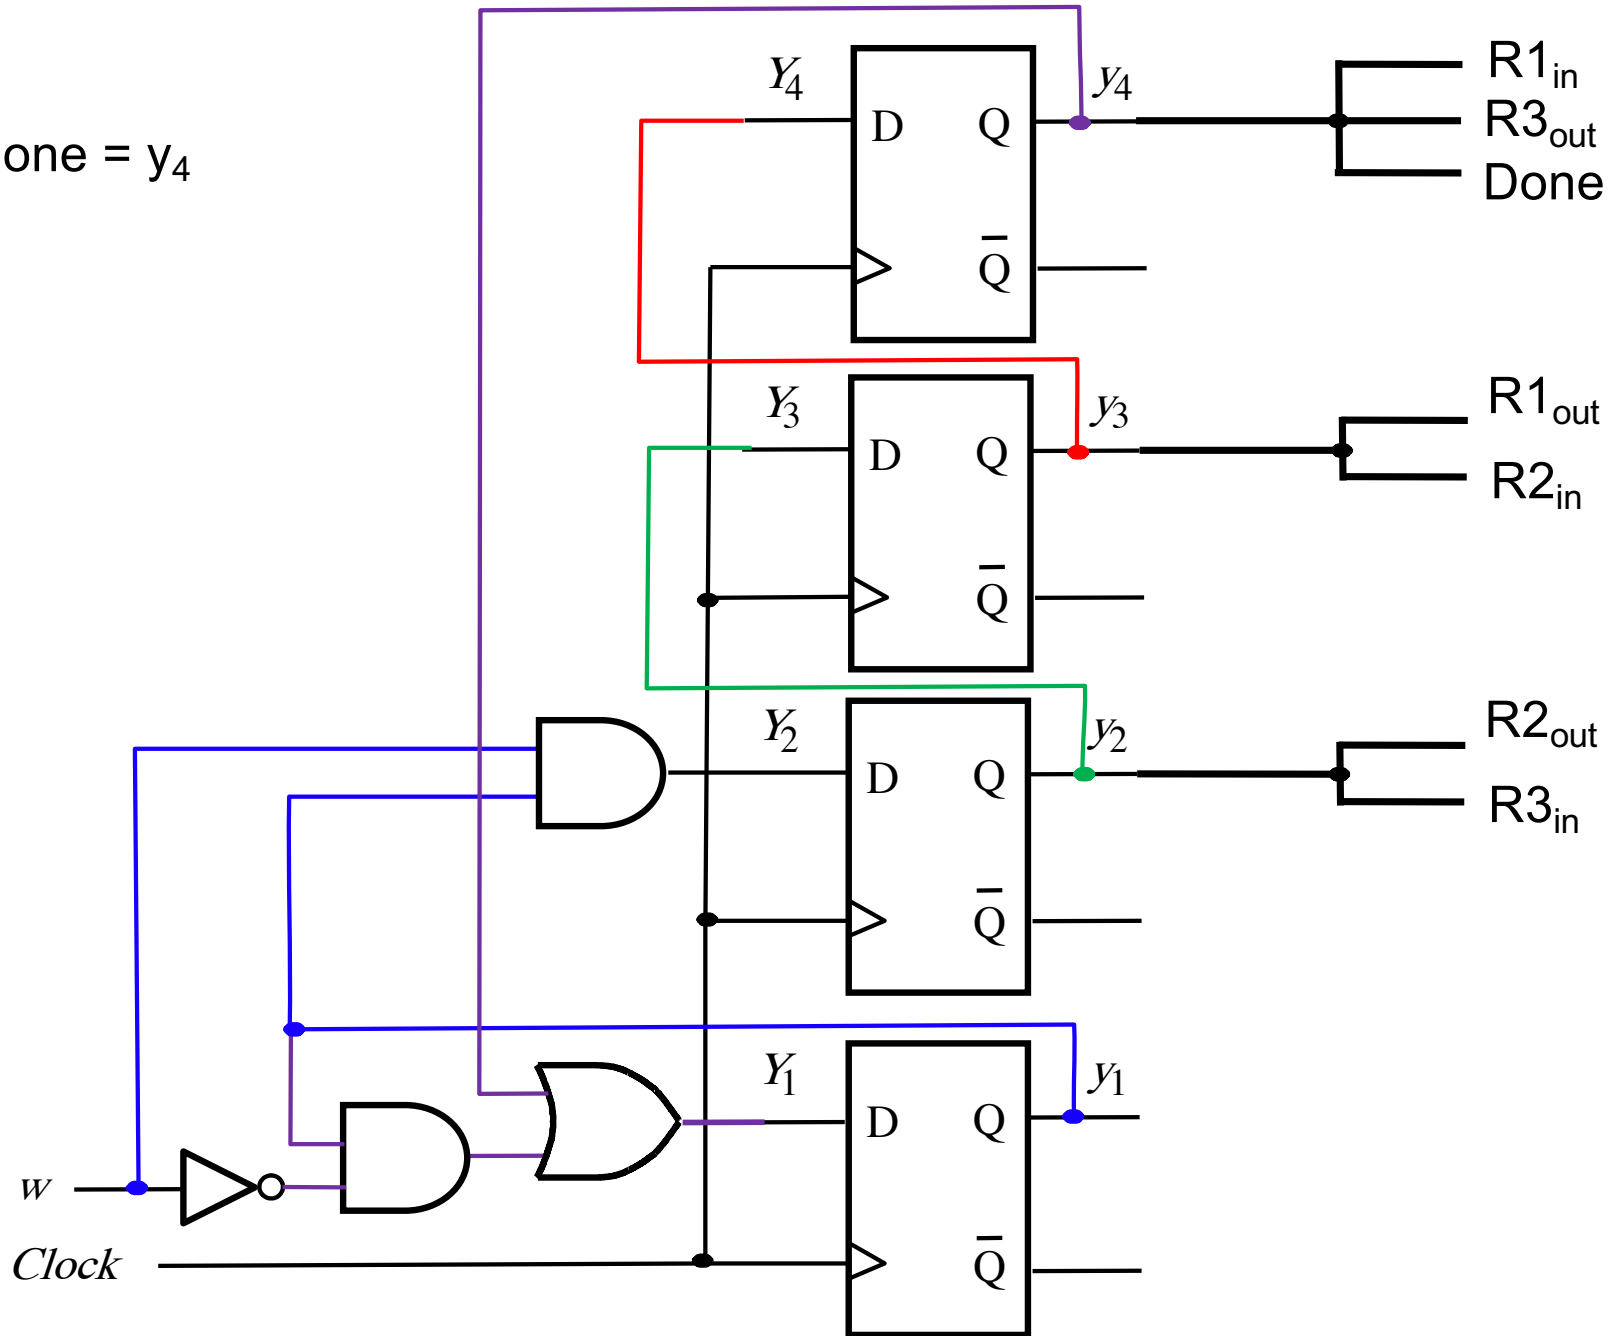 one = y₄
Y₄
D Q
Q̅
y₄
R1in
R3out
Done
Y₃
D Q
Q̅
y₃
R1out
R2in
Y₂
D Q
Q̅
y₂
R2out
R3in
Y₁
D Q
Q̅
y₁
w
Clock